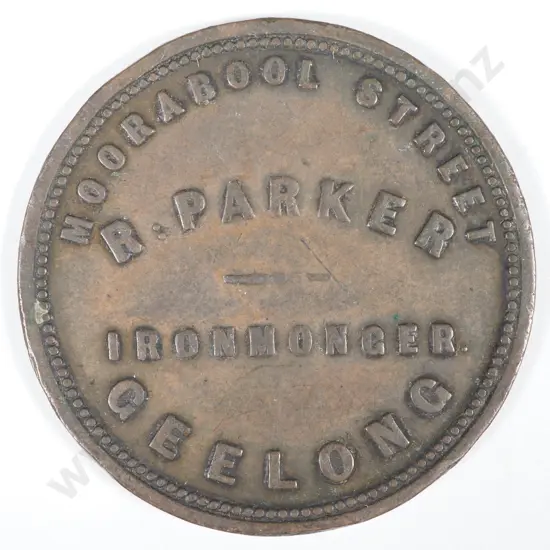 MOORABOOL STREET
R. PARKER
IRONMONGER.
GEELONG